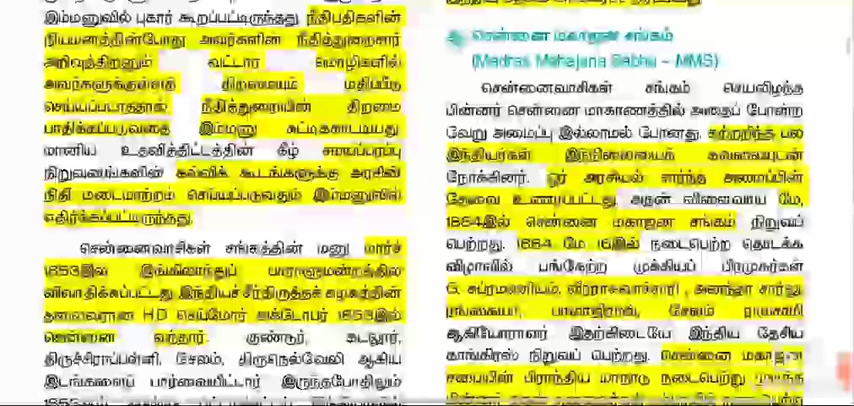 இம்மனுவில் புகார் கூறப்பட்டிருந்தது நீதிபதிகளின்
நியமனத்தின்போது அவர்களின் நீதித்துறைசார்
அறிவுத்திறனும் வட்டார மொழிகளில்
அவர்களுக்குள்ளத் திறமையும் மதிப்பீடு
செய்யப்படாததால் நீதித்துறையின் திறமை
பாதிக்கப்படுவதை இம்மனு சுட்டிக்காட்டியது
மானிய உதவித்திட்டத்தின் கீழ் சமயப்பரப்பு
நிறுவனங்களின் கல்விக் கூடங்களுக்கு அரசின்
நிதி மடைமாற்றம் செய்யப்படுவதும் இம்மனுவில்
எதிர்க்கப்பட்டிருந்தது.
சென்னைவாசிகள் சங்கத்தின் மனு மார்ச்
1853இல் இங்கிலாந்துப் பாராளுமன்றத்தில்
விவாதிக்கப்பட்டது இந்தியச் சீர்திருத்தக் கழகத்தின்
தலைவரான HD செய்மோர் அக்டோபர் 1853இல்
சென்னை வந்தார். குண்டூர், கடலூர்,
திருச்சிராப்பள்ளி, சேலம், திருநெல்வேலி ஆகிய
இடங்களைப் பார்வையிட்டார் இருந்தபோதிலும்
சென்னை மகாஜன சங்கம்
(Madras Mahajana Sabha – MMS)
சென்னைவாசிகள் சங்கம் செயலிழந்த
பின்னர் சென்னை மாகாணத்தில் அதைப் போன்ற
வேறு அமைப்பு இல்லாமல் போனது. கற்றறிந்த பல
இந்தியர்கள் இந்நிலையைக் கவலையுடன்
நோக்கினர். ஓர் அரசியல் சார்ந்த அமைப்பின்
தேவை உணரப்பட்டது. அதன் விளைவாய் மே,
1884இல் சென்னை மகாஜன சங்கம் நிறுவப்
பெற்றது. 1884 மே 16இல் நடைபெற்ற தொடக்க
விழாவில் பங்கேற்ற முக்கியப் பிரமுகர்கள்
G. சுப்ரமணியம், வீரராகவாச்சாரி, அனந்தா சார்லு,
ரங்கையா, பாலாஜிராவ், சேலம் ராமசாமி
ஆகியோராவர் இதற்கிடையே இந்திய தேசிய
காங்கிரஸ் நிறுவப் பெற்றது. சென்னை மகாஜன
சபையின் பிராந்திய மாநாடு நடைபெற்று முடிந்த